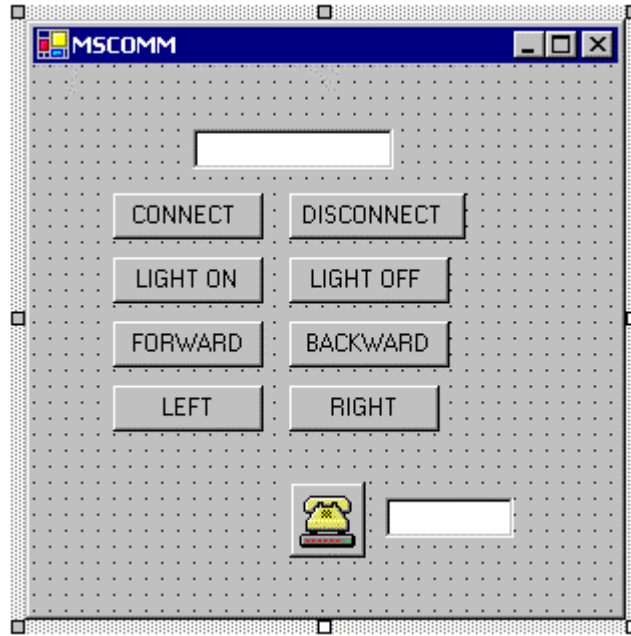 MSCOMM
CONNECT DISCONNECT
LIGHT ON LIGHT OFF
FORWARD BACKWARD
LEFT RIGHT